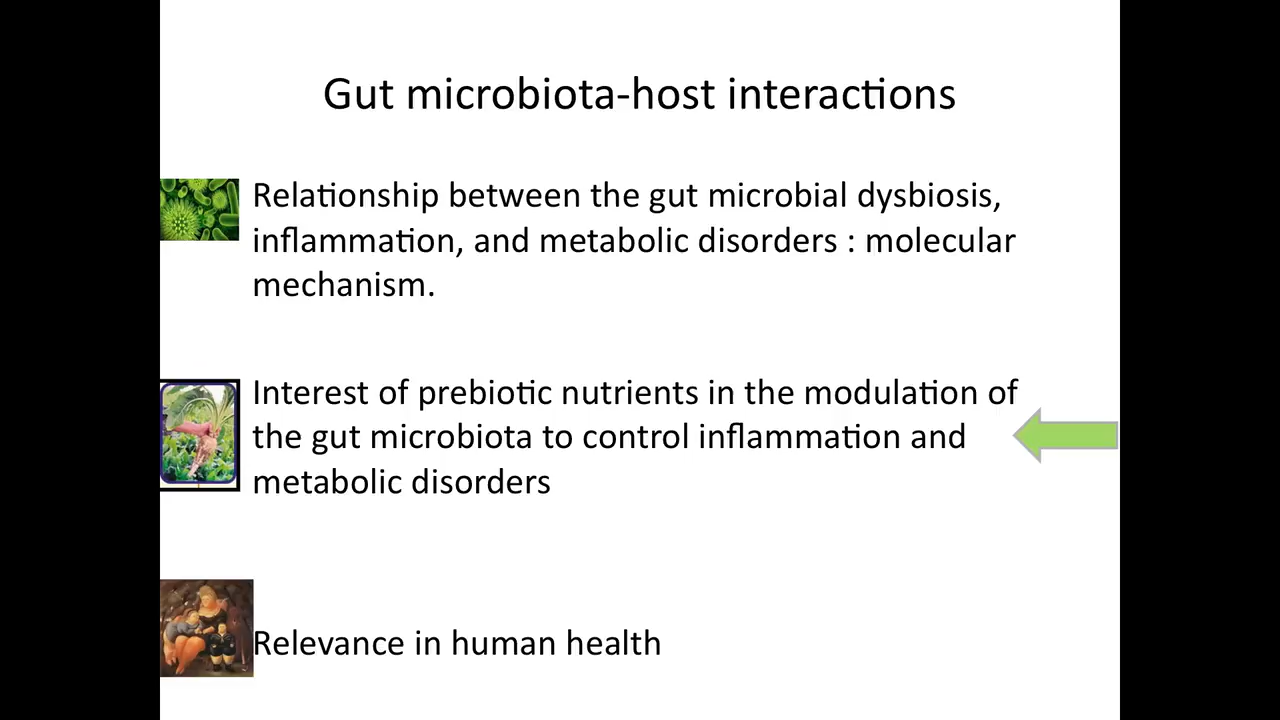 Gut microbiota-host interactions
Relationship between the gut microbial dysbiosis,
inflammation, and metabolic disorders : molecular
mechanism.
Interest of prebiotic nutrients in the modulation of
the gut microbiota to control inflammation and
metabolic disorders
Relevance in human health